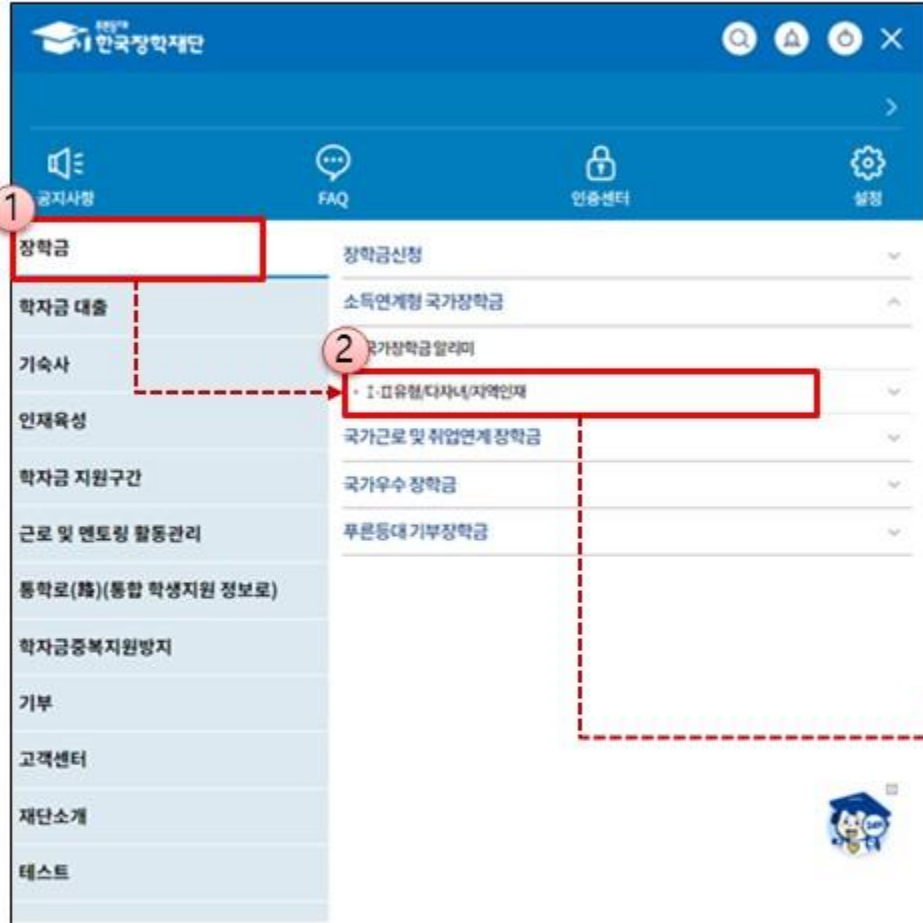 푸른등대
한국장학재단
공지사항
FAQ
인증센터
설정
1
장학금
학자금 대출
기숙사
인재육성
학자금 지원구간
근로 및 멘토링 활동관리
통학로(路)(통합 학생지원 정보로)
학자금중복지원방지
기부
고객센터
재단소개
테스트
장학금신청
소득연계형 국가장학금
2
국가장학금 알리미
· Ⅰ·Ⅱ유형/다자녀/지역인재
국가근로 및 취업연계 장학금
국가우수 장학금
푸른등대 기부장학금